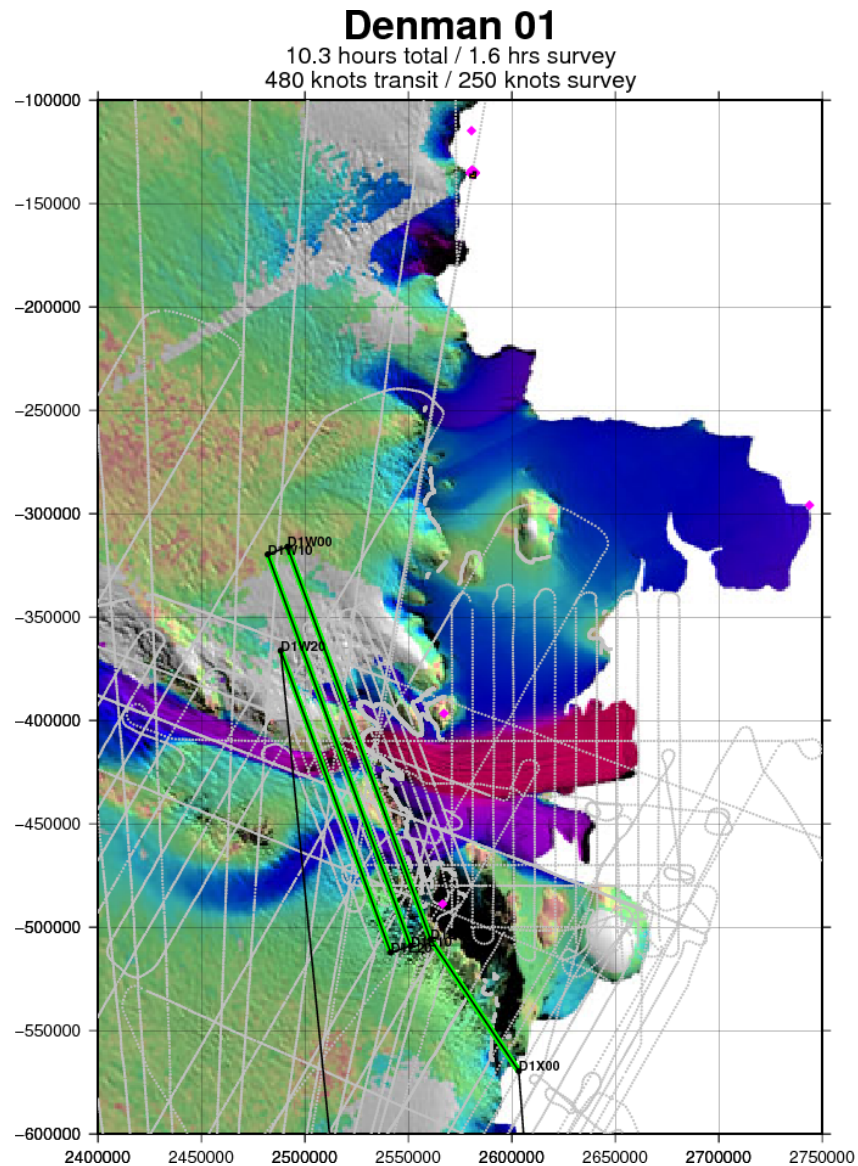 Denman 01
10.3 hours total / 1.6 hrs survey
480 knots transit / 250 knots survey
−100000
−150000
−200000
−250000
−300000
D1W00
−350000
D1W20
−400000
−450000
−500000
−550000
D1X00
−600000
2400000 2450000 2500000 2550000 2600000 2650000 2700000 2750000